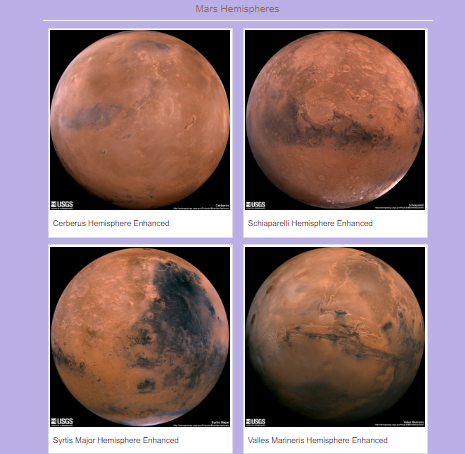 Mars Hemispheres
USGS
Cerberus
USGS
Schiaparelli
Cerberus Hemisphere Enhanced
Schiaparelli Hemisphere Enhanced
USGS
Syrtis Major
USGS
Valles Marineris
Syrtis Major Hemisphere Enhanced
Valles Marineris Hemisphere Enhanced